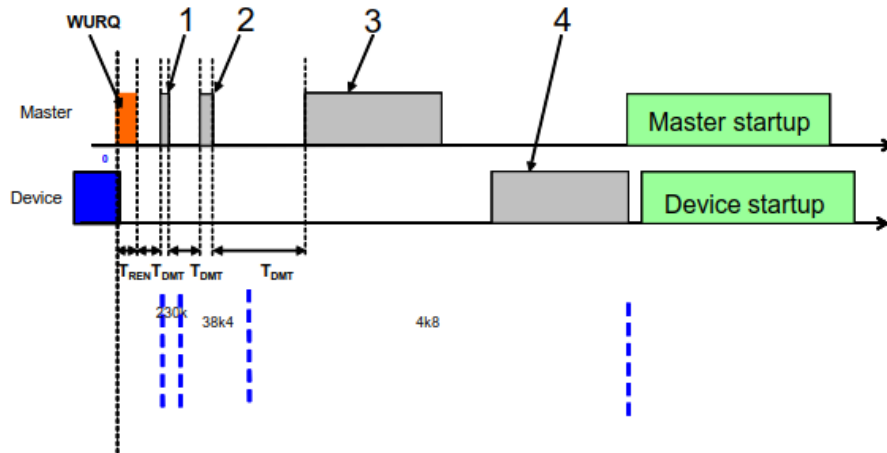 WURQ 1 2 3 4
Master
Master startup
0
Device
Device startup
TREN TDMT TDMT TDMT
230k 38k4 4k8